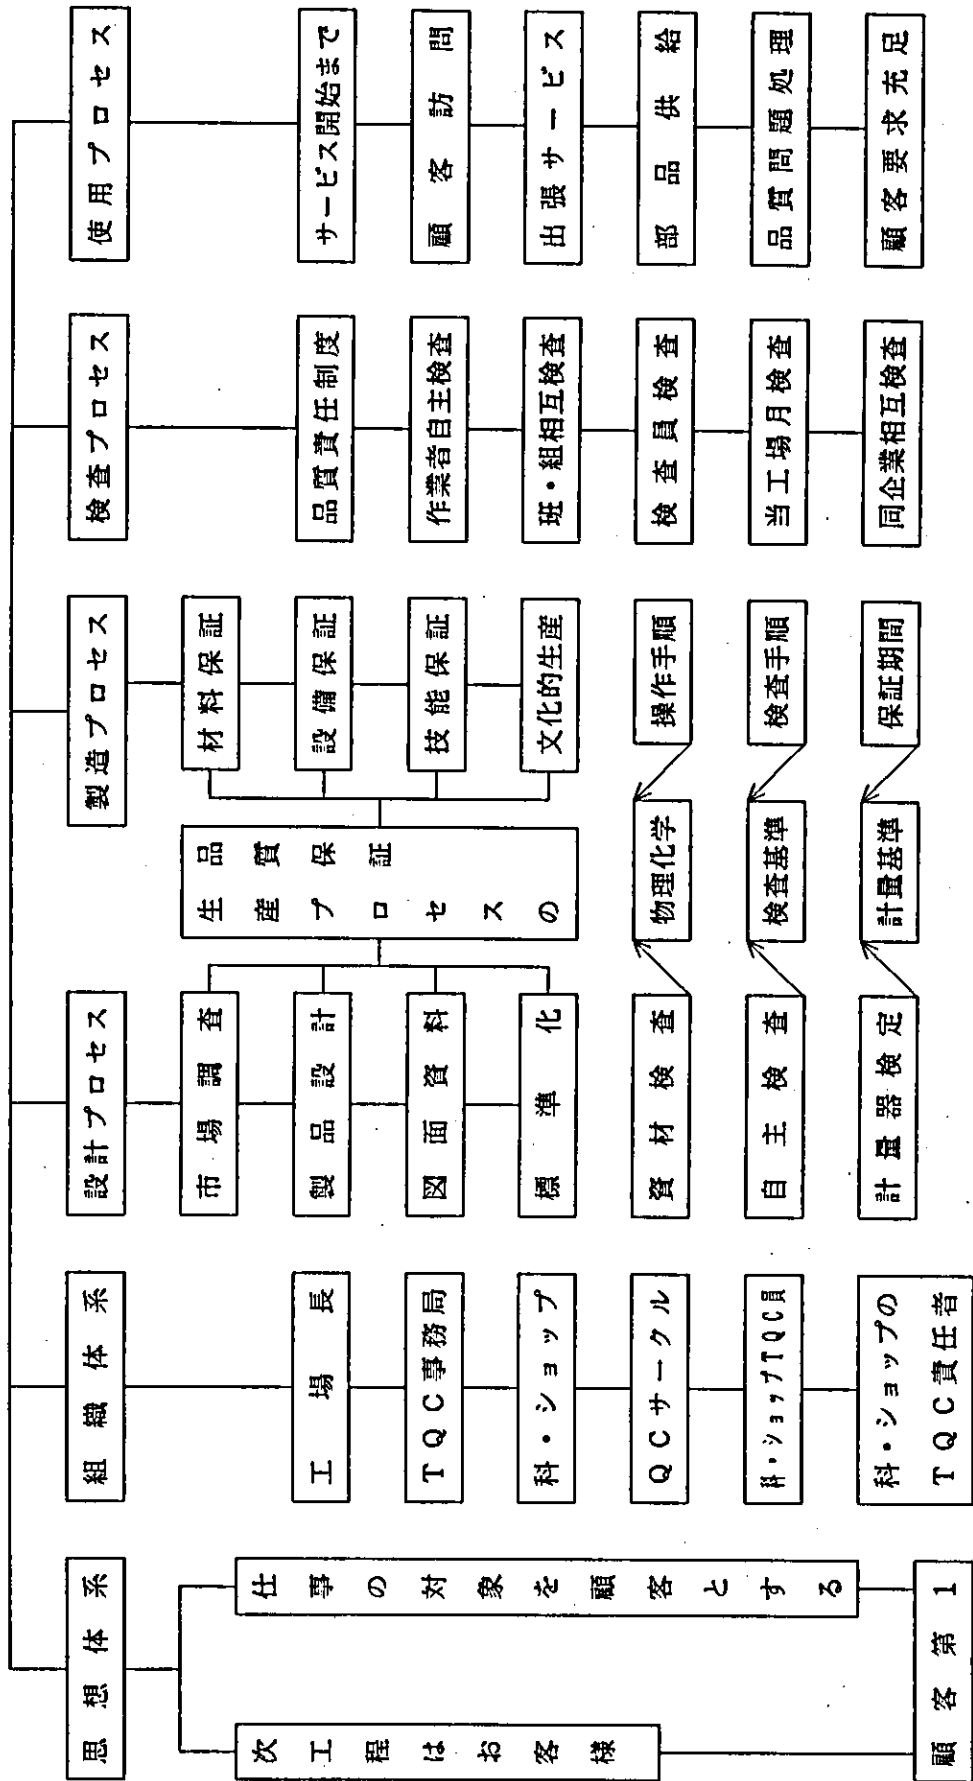 思想体系
次工程はお客様
仕事の対象を顧客とする
顧客第1
組織体系
工場長
TQC事務局
科・ショップ
QCサークル
科・ショップTQC員
科・ショップの
TQC責任者
設計プロセス
市場調査
製品設計
図面資料
標準化
資材検査
自主検査
計量器検定
生産プロセスの
品質保証
物理化学
検査基準
計量基準
製造プロセス
材料保証
設備保証
技能保証
文化的生産
操作手順
検査手順
保証期間
検査プロセス
品質責任制度
作業者自主検査
班・組相互検査
検査員検査
当工場月検査
同企業相互検査
使用プロセス
サービス開始まで
顧客訪問
出張サービス
部品供給
品質問題処理
顧客要求充足